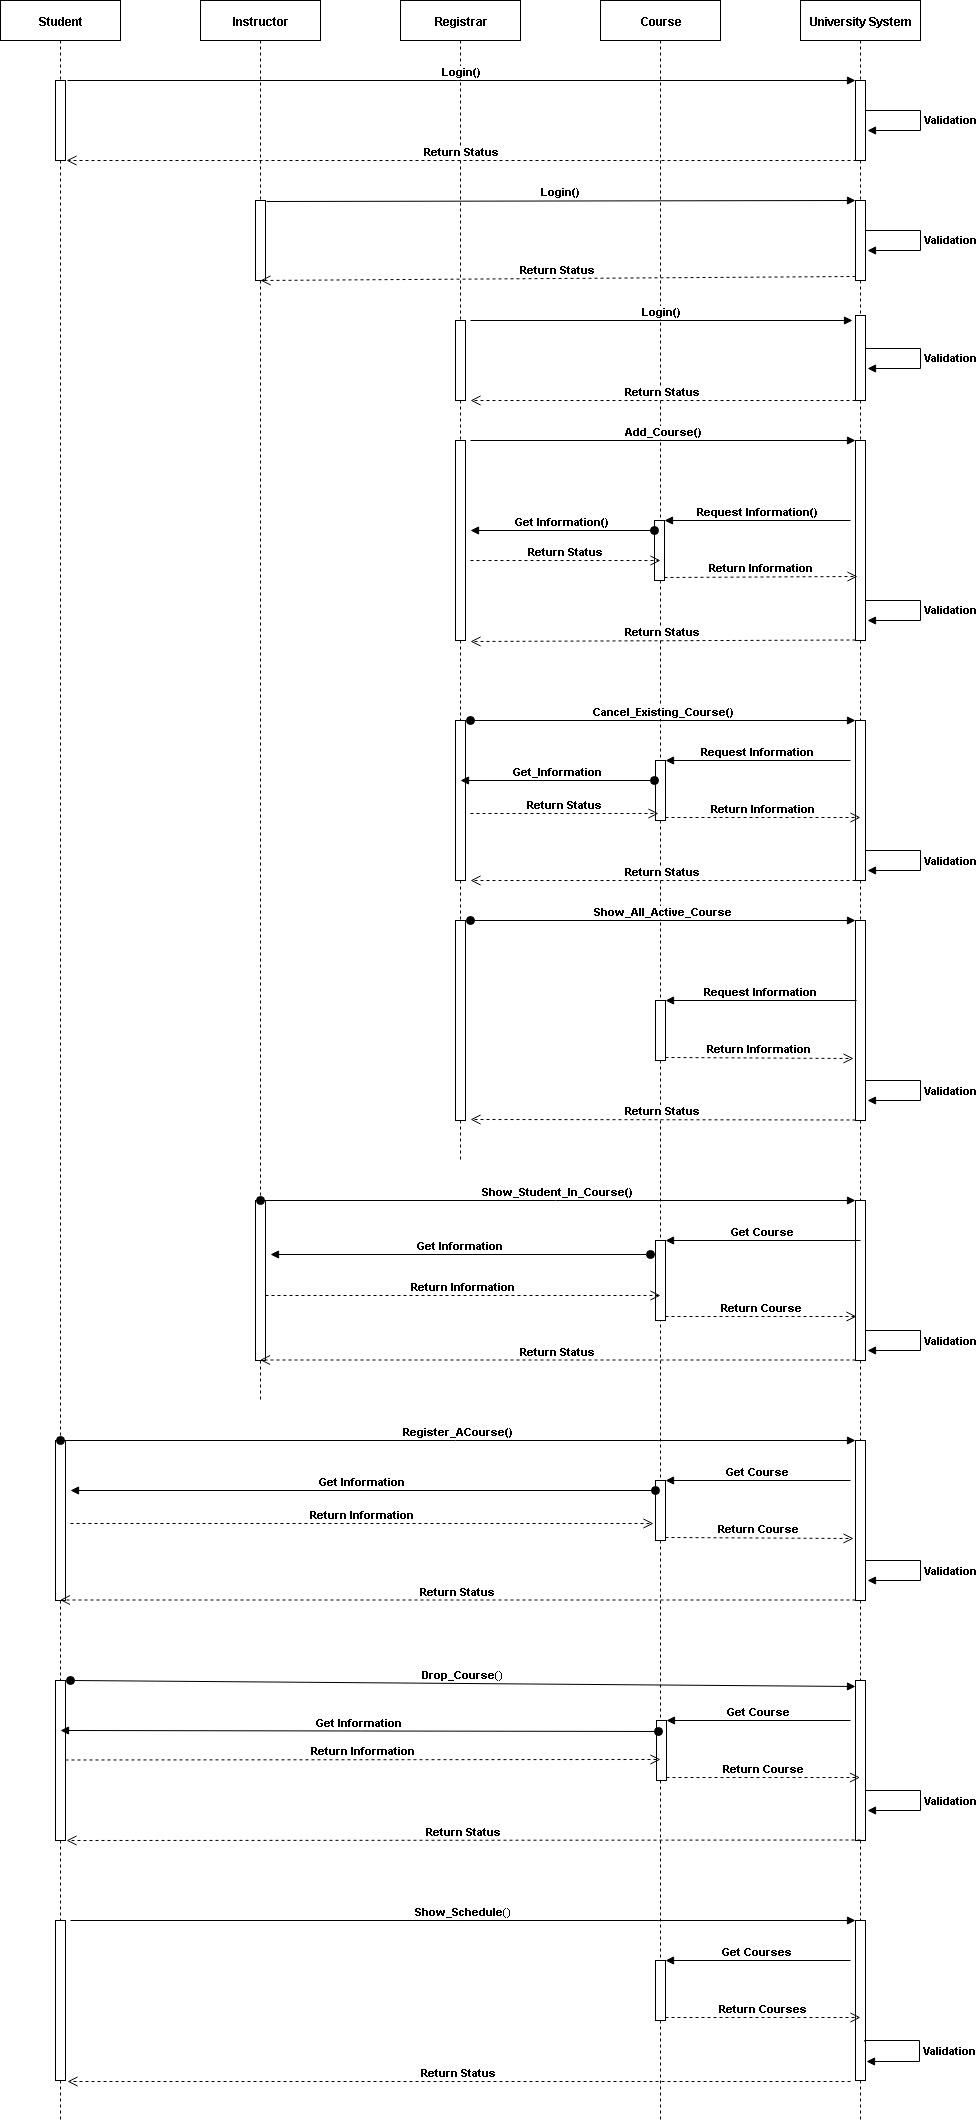 Student
Instructor
Registrar
Course
University System
Login()
Validation
Return Status
Login()
Validation
Return Status
Login()
Validation
Return Status
Add_Course()
Request Information()
Get Information()
Return Status
Return Information
Validation
Return Status
Cancel_Existing_Course()
Request Information
Get_Information
Return Status
Return Information
Validation
Return Status
Show_All_Active_Course
Request Information
Return Information
Validation
Return Status
Show_Student_In_Course()
Get Course
Get Information
Return Information
Return Course
Validation
Return Status
Register_ACourse()
Get Course
Get Information
Return Information
Return Course
Validation
Return Status
Drop_Course()
Get Course
Get Information
Return Information
Return Course
Validation
Return Status
Show_Schedule()
Get Courses
Return Courses
Validation
Return Status